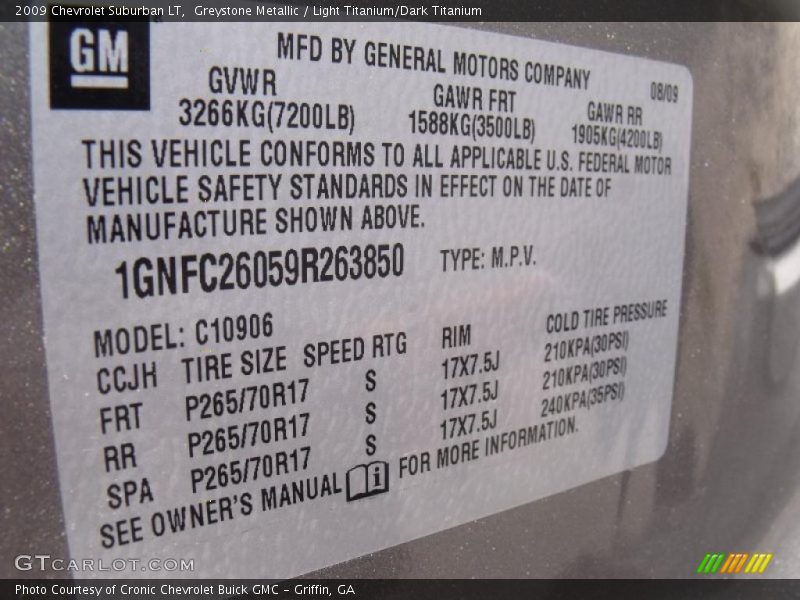 2009 Chevrolet Suburban LT, Greystone Metallic / Light Titanium/Dark Titanium
GM
MFD BY GENERAL MOTORS COMPANY
08/09
GVWR GAWR FRT GAWR RR
3266KG(7200LB) 1588KG(3500LB) 1905KG(4200LB)
THIS VEHICLE CONFORMS TO ALL APPLICABLE U.S. FEDERAL MOTOR
VEHICLE SAFETY STANDARDS IN EFFECT ON THE DATE OF
MANUFACTURE SHOWN ABOVE.
1GNFC26059R263850 TYPE: M.P.V.
MODEL: C10906
CCJH TIRE SIZE SPEED RTG RIM COLD TIRE PRESSURE
FRT P265/70R17 S 17X7.5J 210KPA(30PSI)
RR P265/70R17 S 17X7.5J 210KPA(30PSI)
SPA P265/70R17 S 17X7.5J 240KPA(35PSI)
SEE OWNER'S MANUAL i FOR MORE INFORMATION.
GTCARLOT.COM
Photo Courtesy of Cronic Chevrolet Buick GMC – Griffin, GA